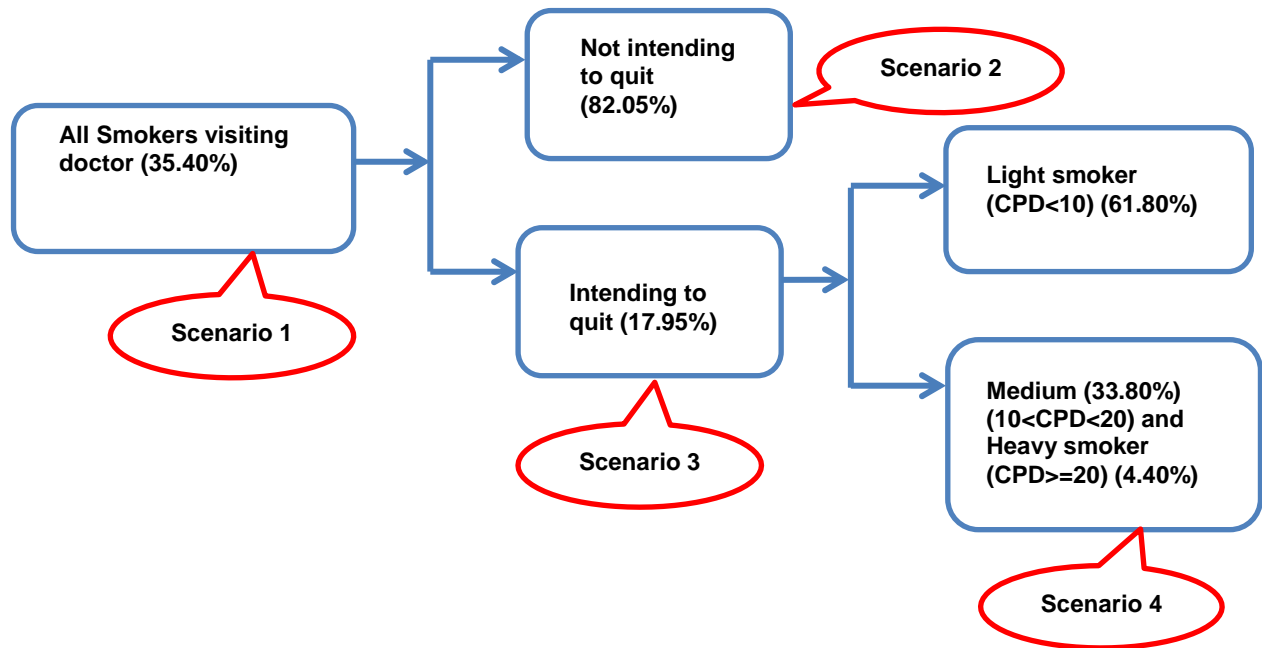 All Smokers visiting
doctor (35.40%)
Scenario 1
Not intending
to quit
(82.05%)
Scenario 2
Intending to
quit (17.95%)
Scenario 3
Light smoker
(CPD<10) (61.80%)
Medium (33.80%)
(10<CPD<20) and
Heavy smoker
(CPD>=20) (4.40%)
Scenario 4